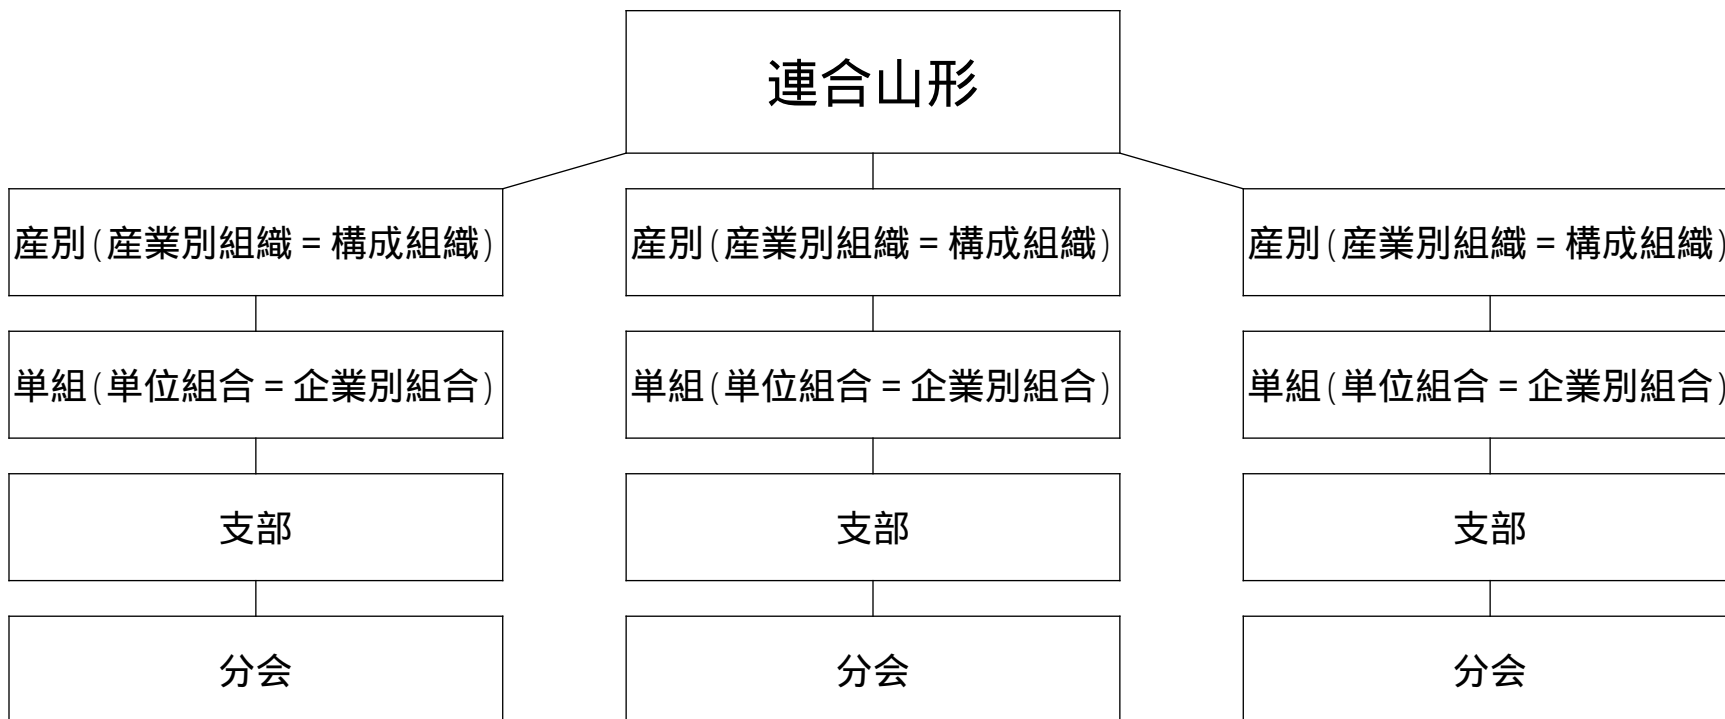 連合山形
産別(産業別組織=構成組織)
産別(産業別組織=構成組織)
産別(産業別組織=構成組織)
単組(単位組合=企業別組合)
単組(単位組合=企業別組合)
単組(単位組合=企業別組合)
支部
支部
支部
分会
分会
分会